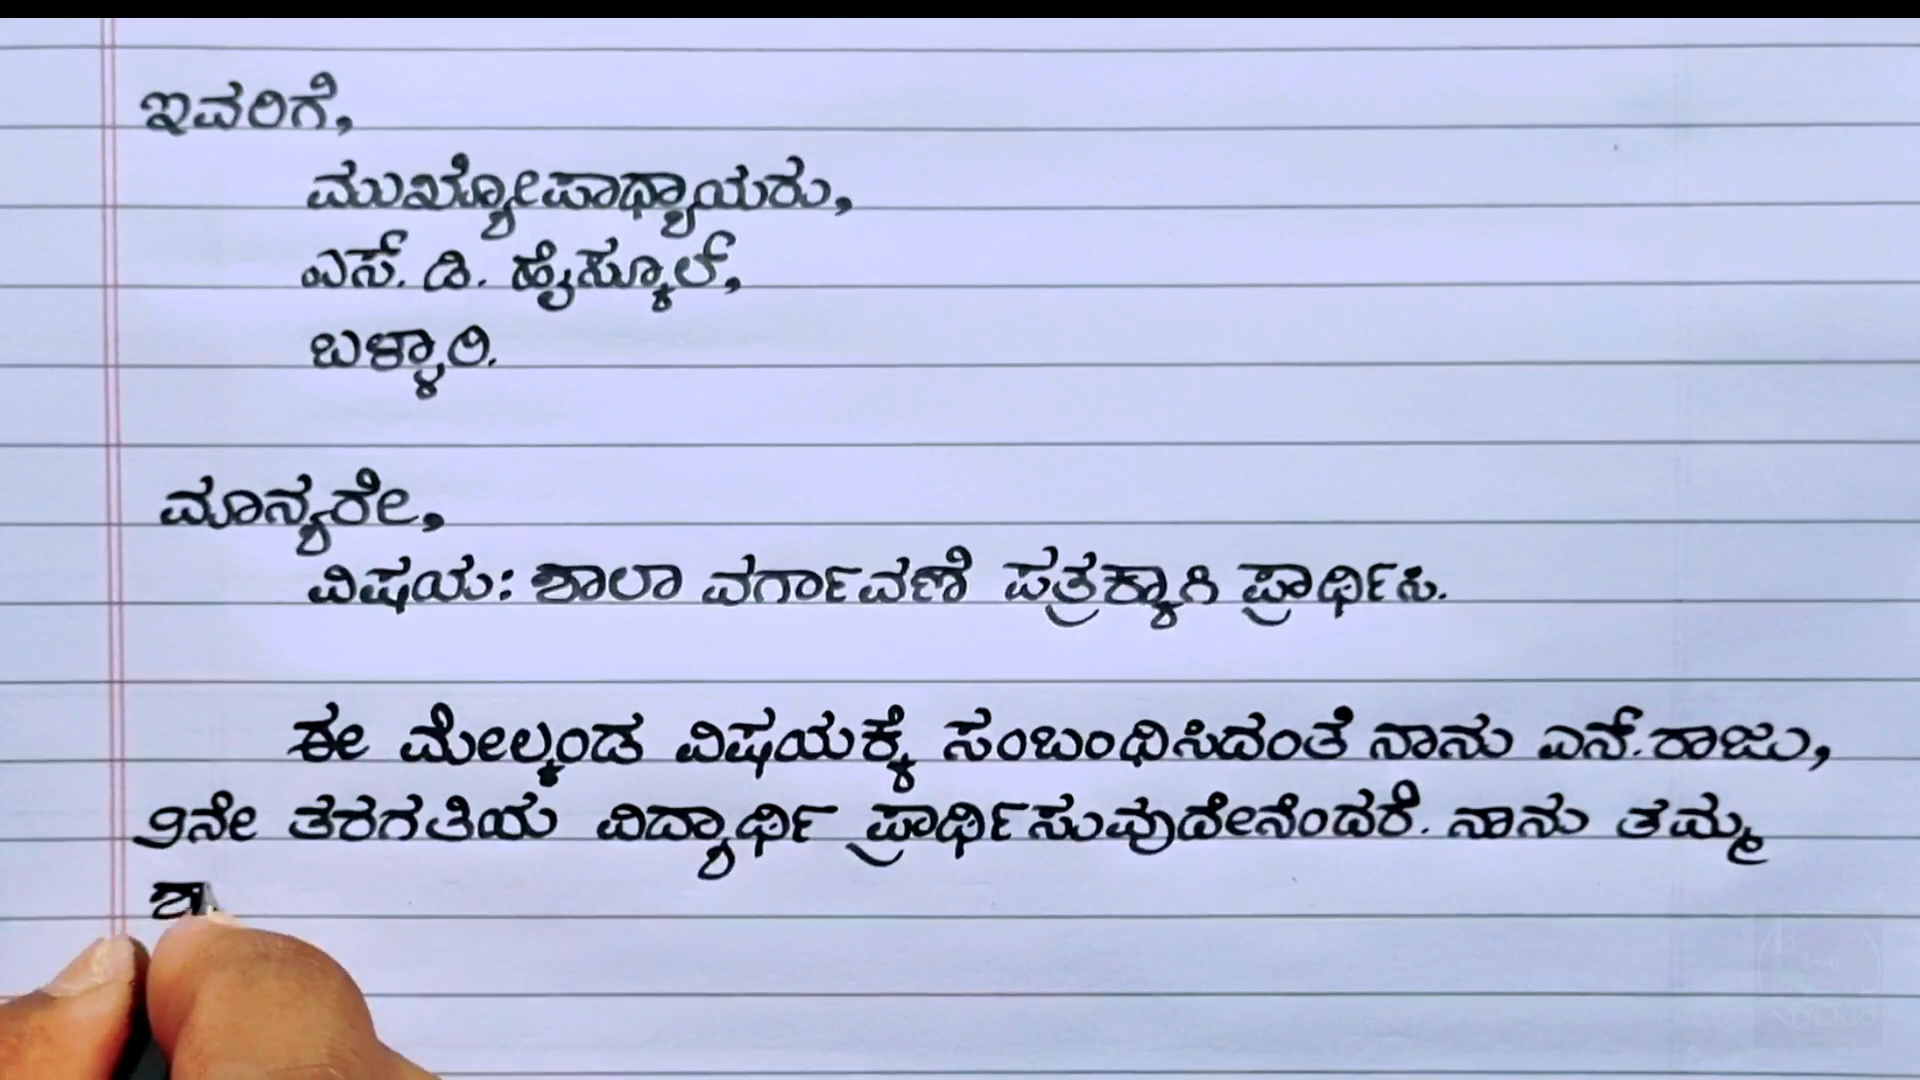 ಇವರಿಗೆ,
ಮುಖ್ಯೋಪಾಧ್ಯಾಯರು,
ಎಸ್. ಡಿ. ಹೈಸ್ಕೂಲ್,
ಬಳ್ಳಾರಿ.
ಮಾನ್ಯರೇ,
ವಿಷಯ: ಶಾಲಾ ವರ್ಗಾವಣೆ ಪತ್ರಕ್ಕಾಗಿ ಪ್ರಾರ್ಥಿಸಿ.
ಈ ಮೇಲ್ಕಂಡ ವಿಷಯಕ್ಕೆ ಸಂಬಂಧಿಸಿದಂತೆ ನಾನು ಎನ್. ರಾಜು,
೨ನೇ ತರಗತಿಯ ವಿದ್ಯಾರ್ಥಿ ಪ್ರಾರ್ಥಿಸುವುದೇನೆಂದರೆ. ನಾನು ತಮ್ಮ